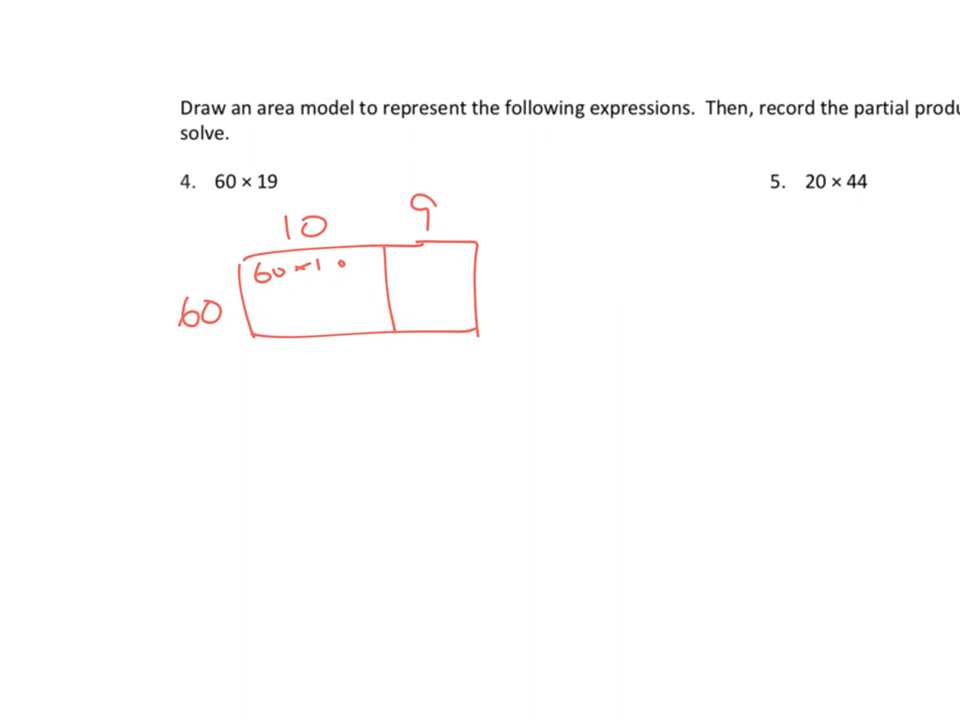 Draw an area model to represent the following expressions. Then, record the partial produ
solve.
4. 60 × 19
5. 20 × 44
10 9
60 × 10
60